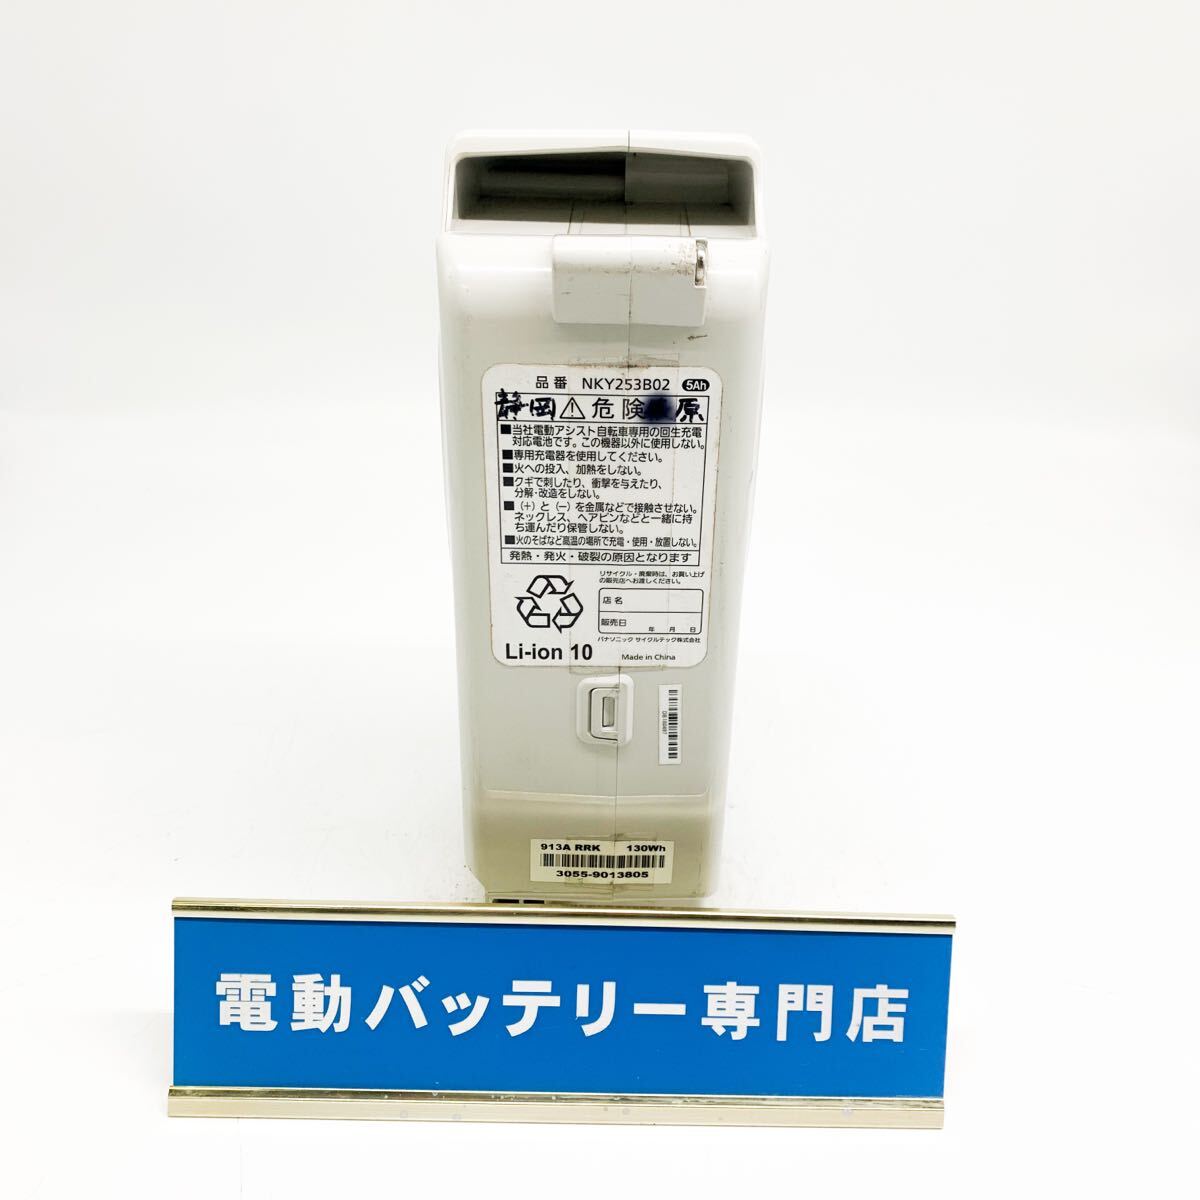 品番 NKY253B02 5Ah
静岡 ⚠危険 原
■当社電動アシスト自転車専用の回生充電
対応電池です。この機器以外に使用しない。
■専用充電器を使用してください。
■火への投入、加熱をしない。
■クギで刺したり、衝撃を与えたり、
分解・改造をしない。
■(+)と(−)を金属などで接触させない。
ネックレス、ヘアピンなどと一緒に持
ち運んだり保管しない。
■火のそばなど高温の場所で充電・使用・放置しない。
発熱・発火・破裂の原因となります
リサイクル・廃棄時は、お買い上げ
の販売店へお渡しください。
店名
販売日 年 月 日
パナソニック サイクルテック株式会社
Li-ion 10 Made in China
913A RRK 130Wh
3055-9013805
電動バッテリー専門店